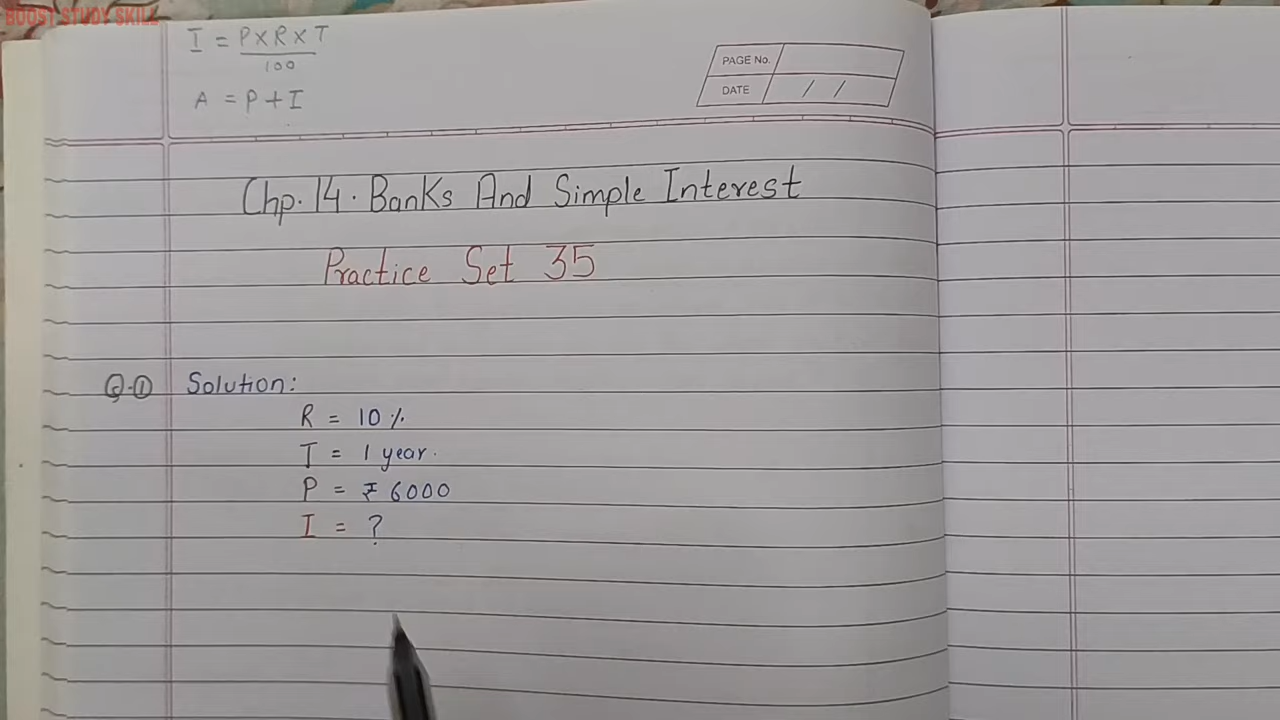 BOOST STUDY SKILL
I = P×R×T
100
A = P+I
PAGE No.
DATE / /
Chp. 14. Banks And Simple Interest
Practice Set 35
Q.① Solution:
R = 10 %
T = 1 year.
P = ₹ 6000
I = ?